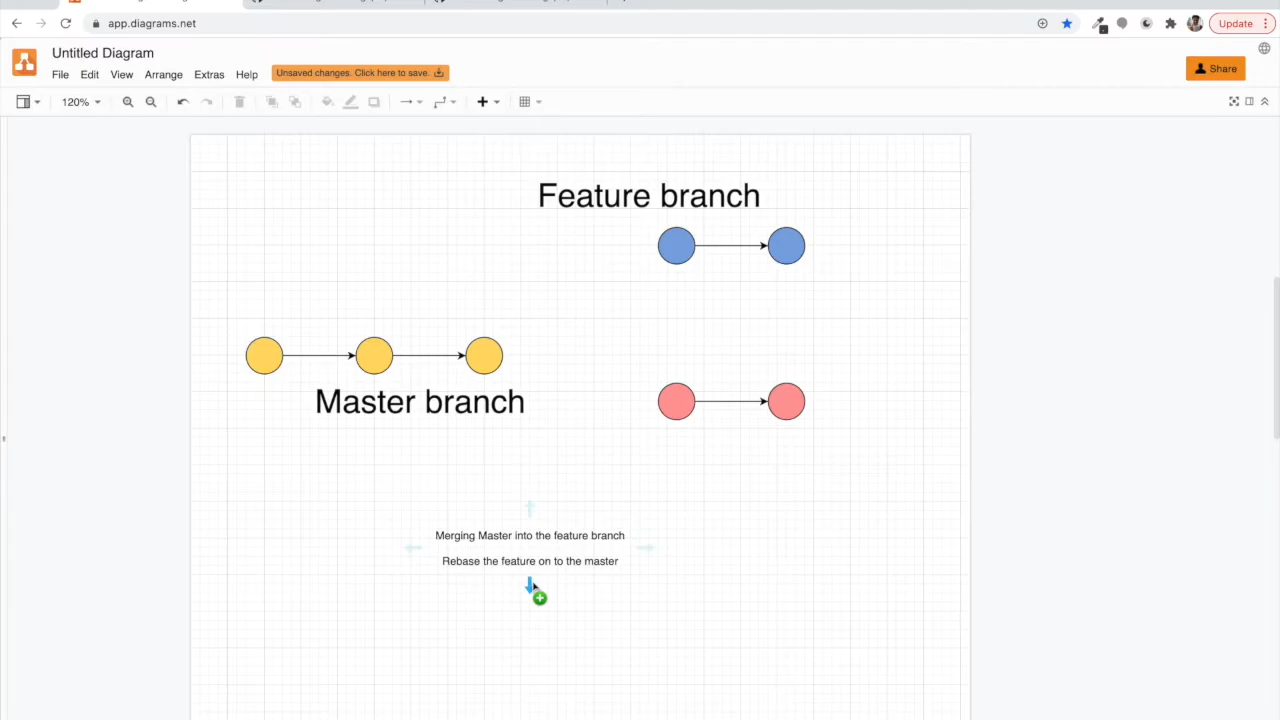 app.diagrams.net
Update
Untitled Diagram
File Edit View Arrange Extras Help
Unsaved changes. Click here to save.
Share
120%
Feature branch
Master branch
Merging Master into the feature branch
Rebase the feature on to the master